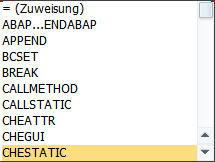 = (Zuweisung)
ABAP...ENDABAP
APPEND
BCSET
BREAK
CALLMETHOD
CALLSTATIC
CHEATTR
CHEGUI
CHESTATIC